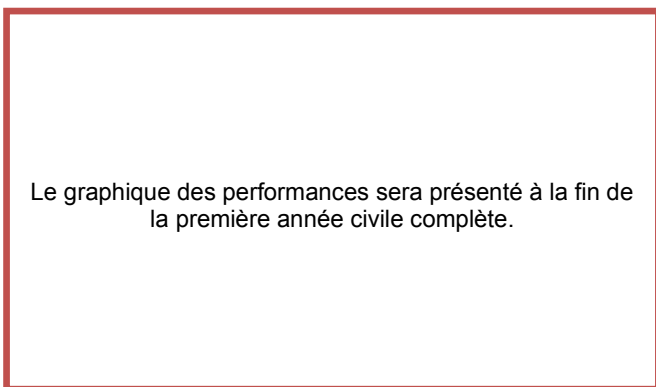 Le graphique des performances sera présenté à la fin de
la première année civile complète.